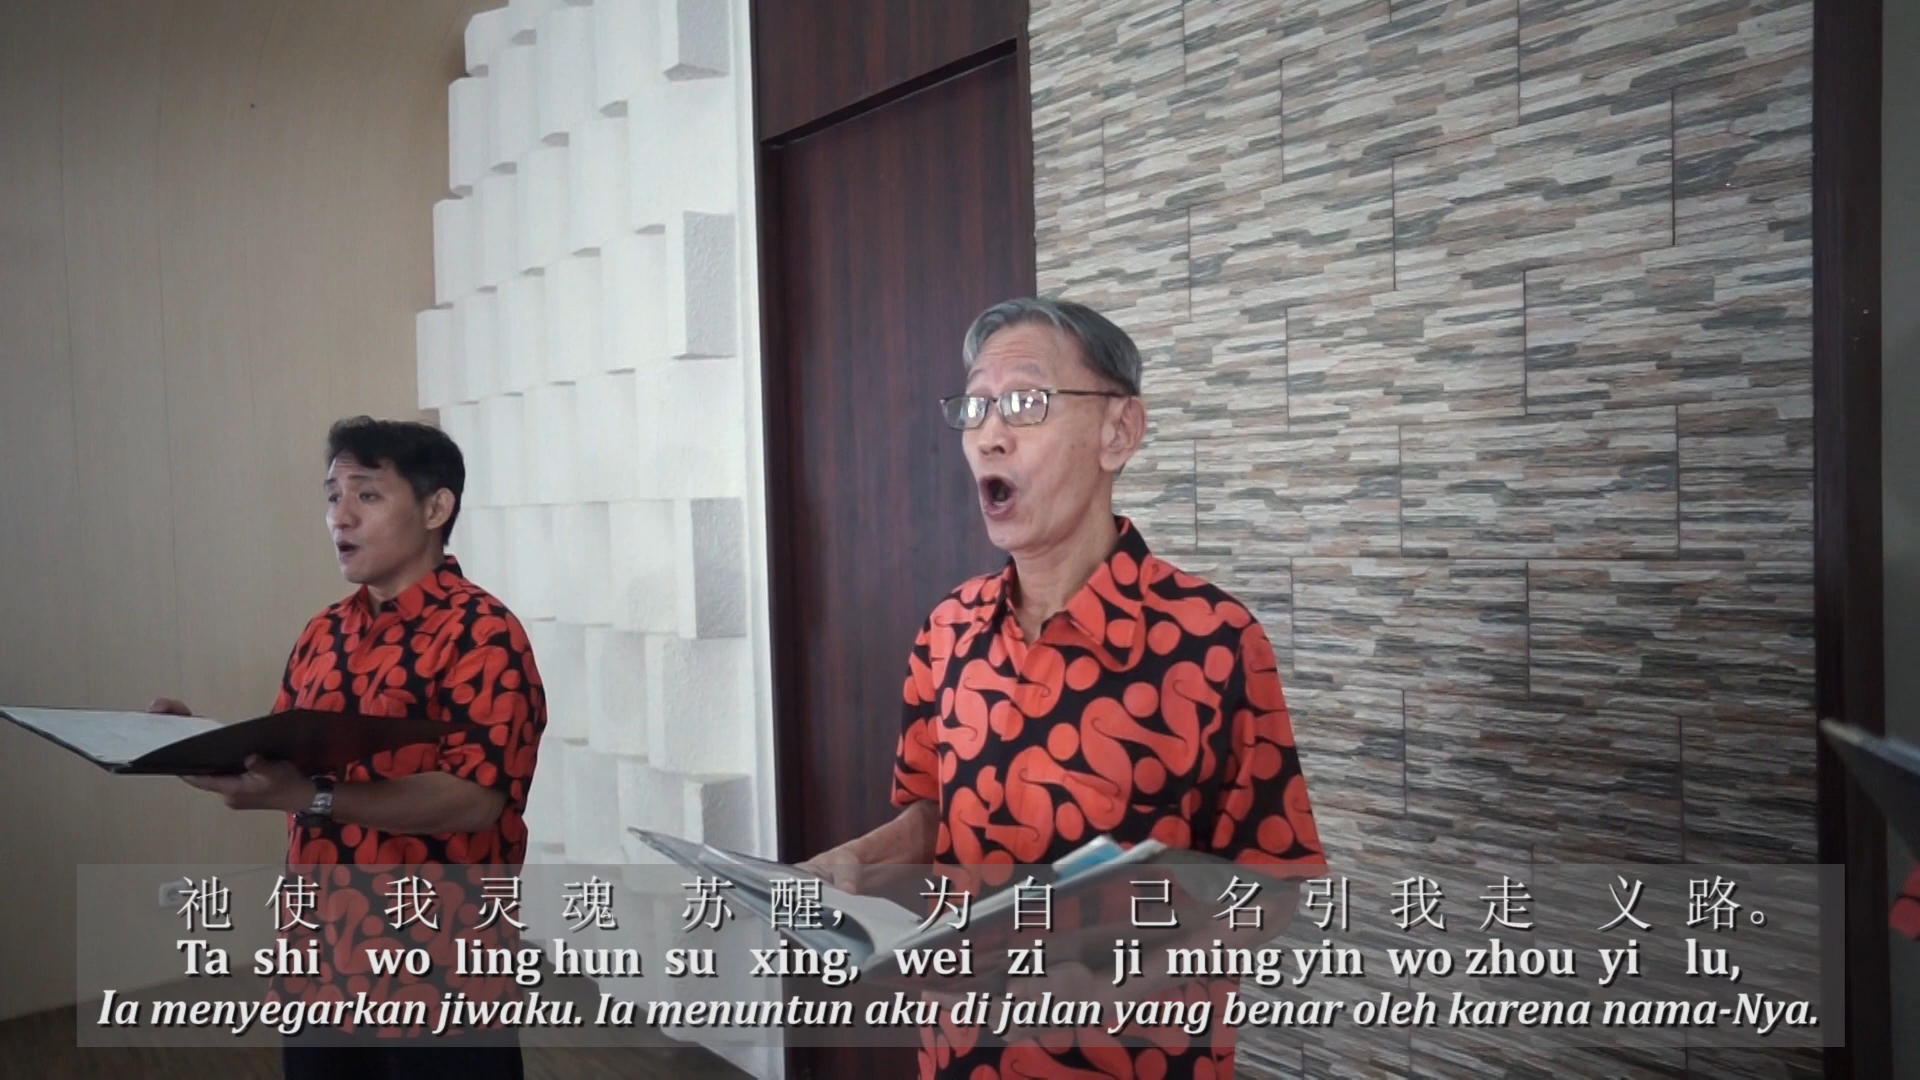 祂使我灵魂苏醒，为自己名引我走义路。
Ta shi wo ling hun su xing, wei zi ji ming yin wo zhou yi lu,
Ia menyegarkan jiwaku. Ia menuntun aku di jalan yang benar oleh karena nama-Nya.